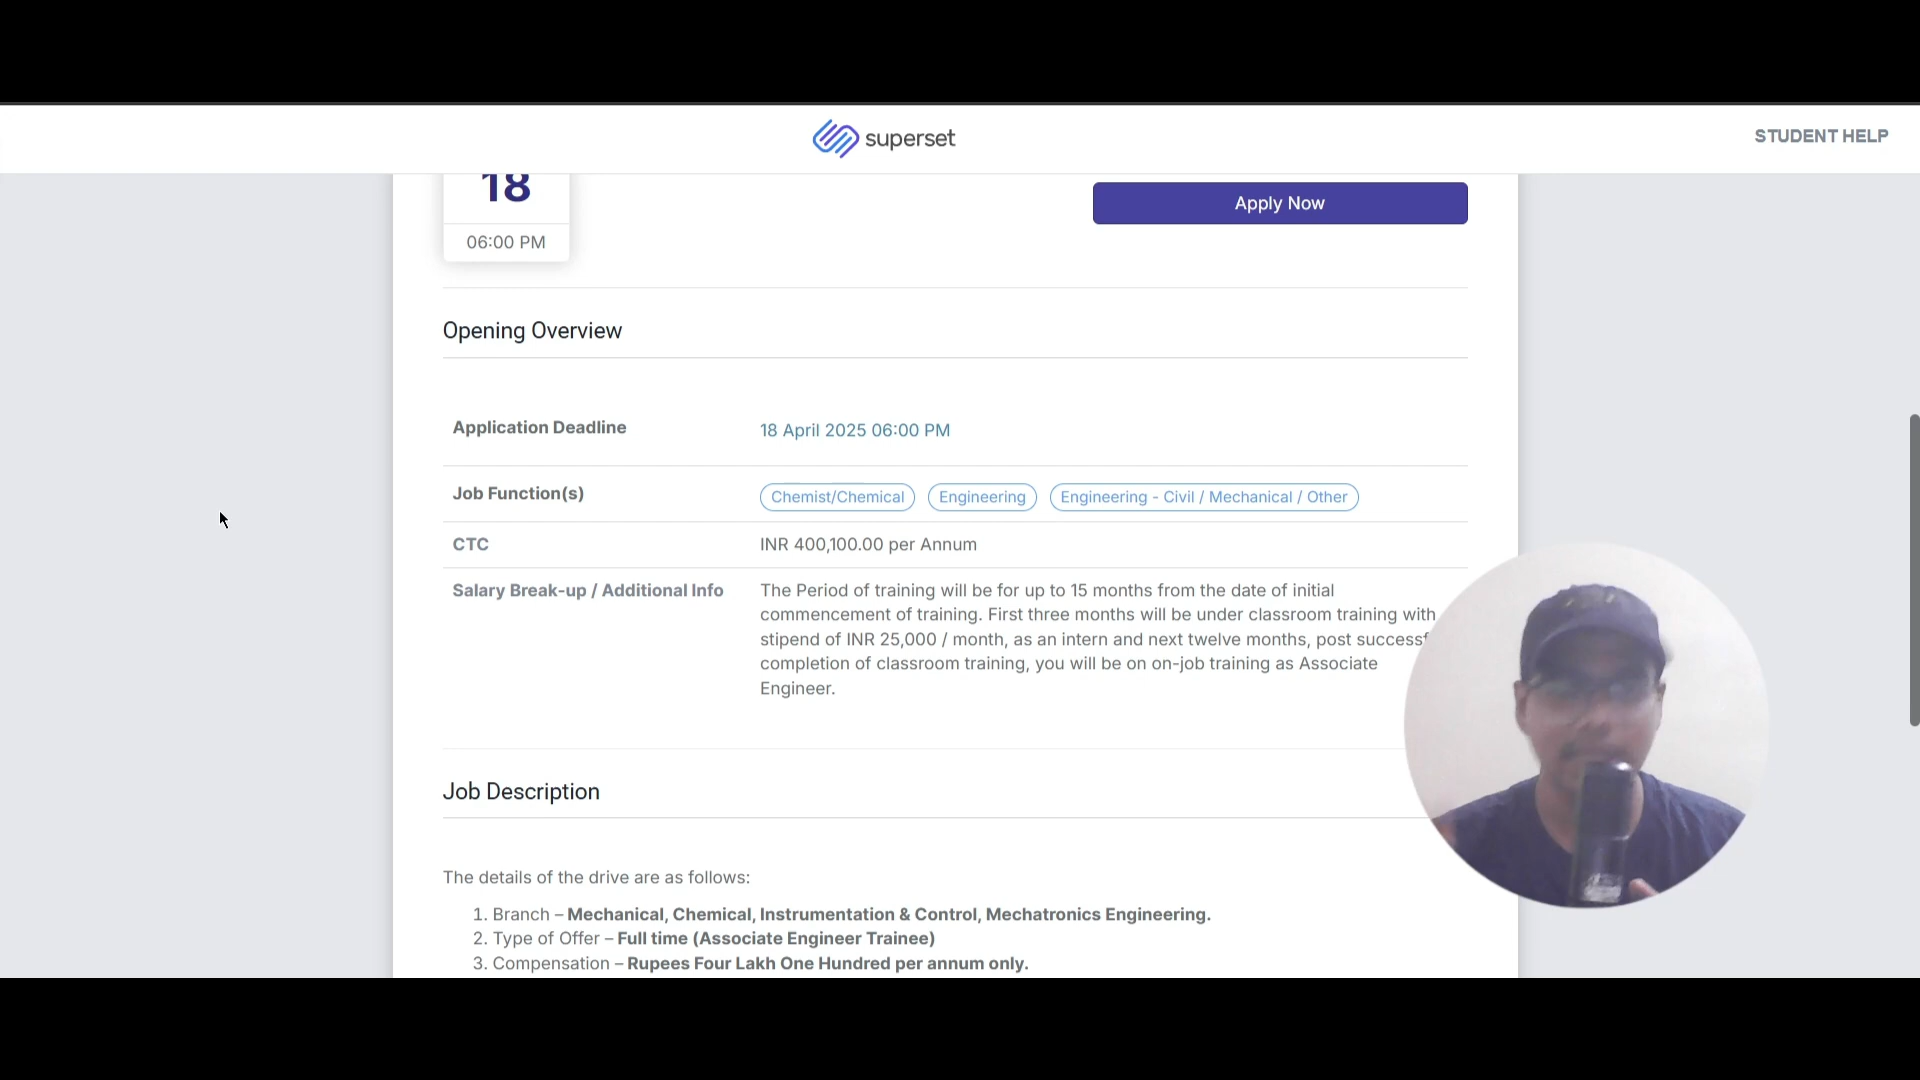 superset
STUDENT HELP
18
Apply Now
06:00 PM
Opening Overview
Application Deadline
18 April 2025 06:00 PM
Job Function(s)
Chemist/Chemical
Engineering
Engineering - Civil / Mechanical / Other
CTC
INR 400,100.00 per Annum
Salary Break-up / Additional Info
The Period of training will be for up to 15 months from the date of initial
commencement of training. First three months will be under classroom training with
stipend of INR 25,000 / month, as an intern and next twelve months, post
completion of classroom training, you will be on on-job training as Associate
Engineer.
Job Description
The details of the drive are as follows:
1. Branch – Mechanical, Chemical, Instrumentation & Control, Mechatronics Engineering.
2. Type of Offer – Full time (Associate Engineer Trainee)
3. Compensation – Rupees Four Lakh One Hundred per annum only.